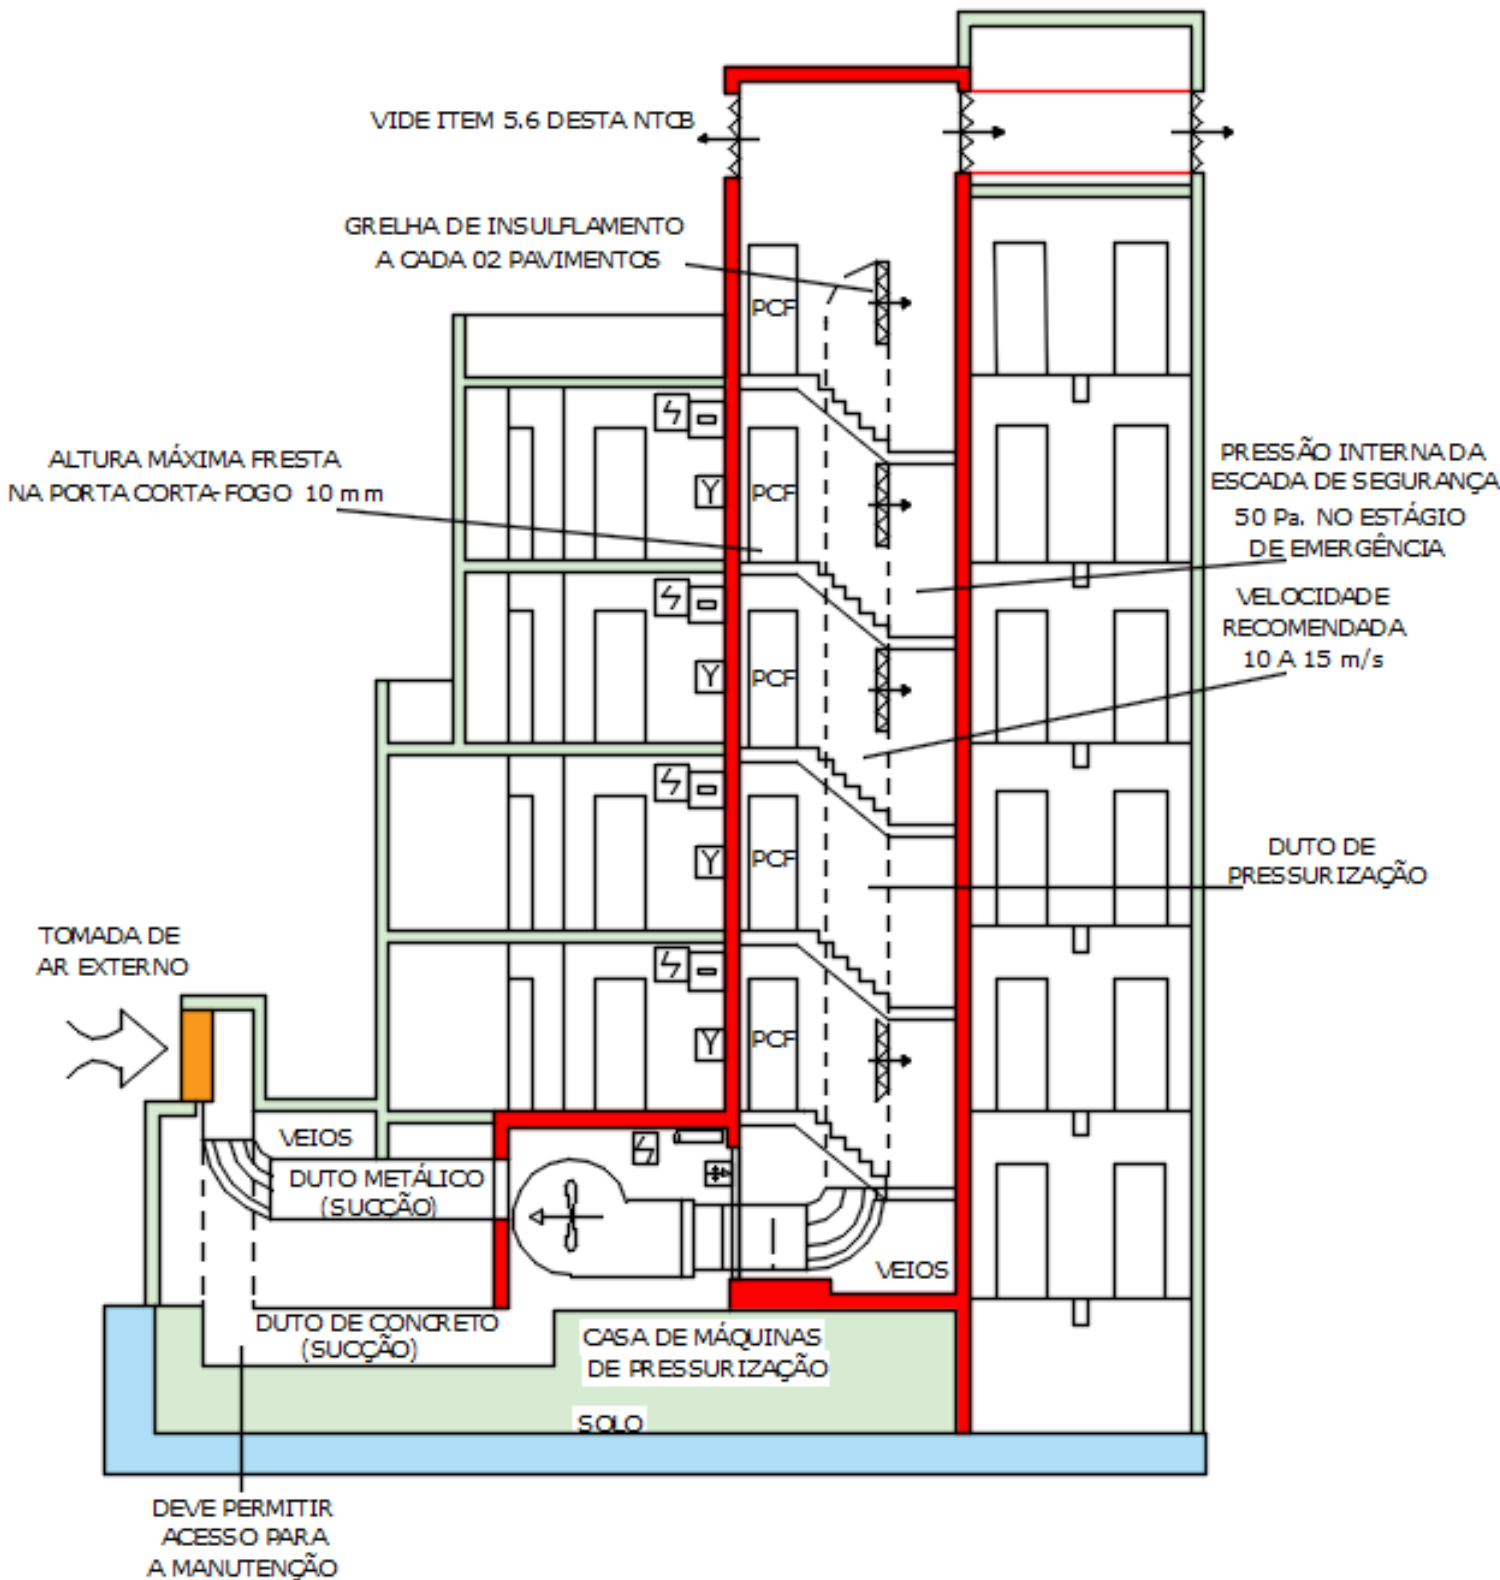 VIDE ITEM 5.6 DESTA NTCB
GRELHA DE INSULFLAMENTO
A CADA 02 PAVIMENTOS
PCF
ALTURA MÁXIMA FRESTA
NA PORTA CORTA-FOGO 10 mm
PCF
Y
PRESSÃO INTERNA DA
ESCADA DE SEGURANÇA
50 Pa. NO ESTÁGIO
DE EMERGÊNCIA
VELOCIDADE
RECOMENDADA
10 A 15 m/s
Y
PCF
Y
PCF
DUTO DE
PRESSURIZAÇÃO
TOMADA DE
AR EXTERNO
Y
PCF
VEIOS
DUTO METÁLICO
(SUCÇÃO)
VEIOS
DUTO DE CONCRETO
(SUCÇÃO)
CASA DE MÁQUINAS
DE PRESSURIZAÇÃO
SOLO
DEVE PERMITIR
ACESSO PARA
A MANUTENÇÃO